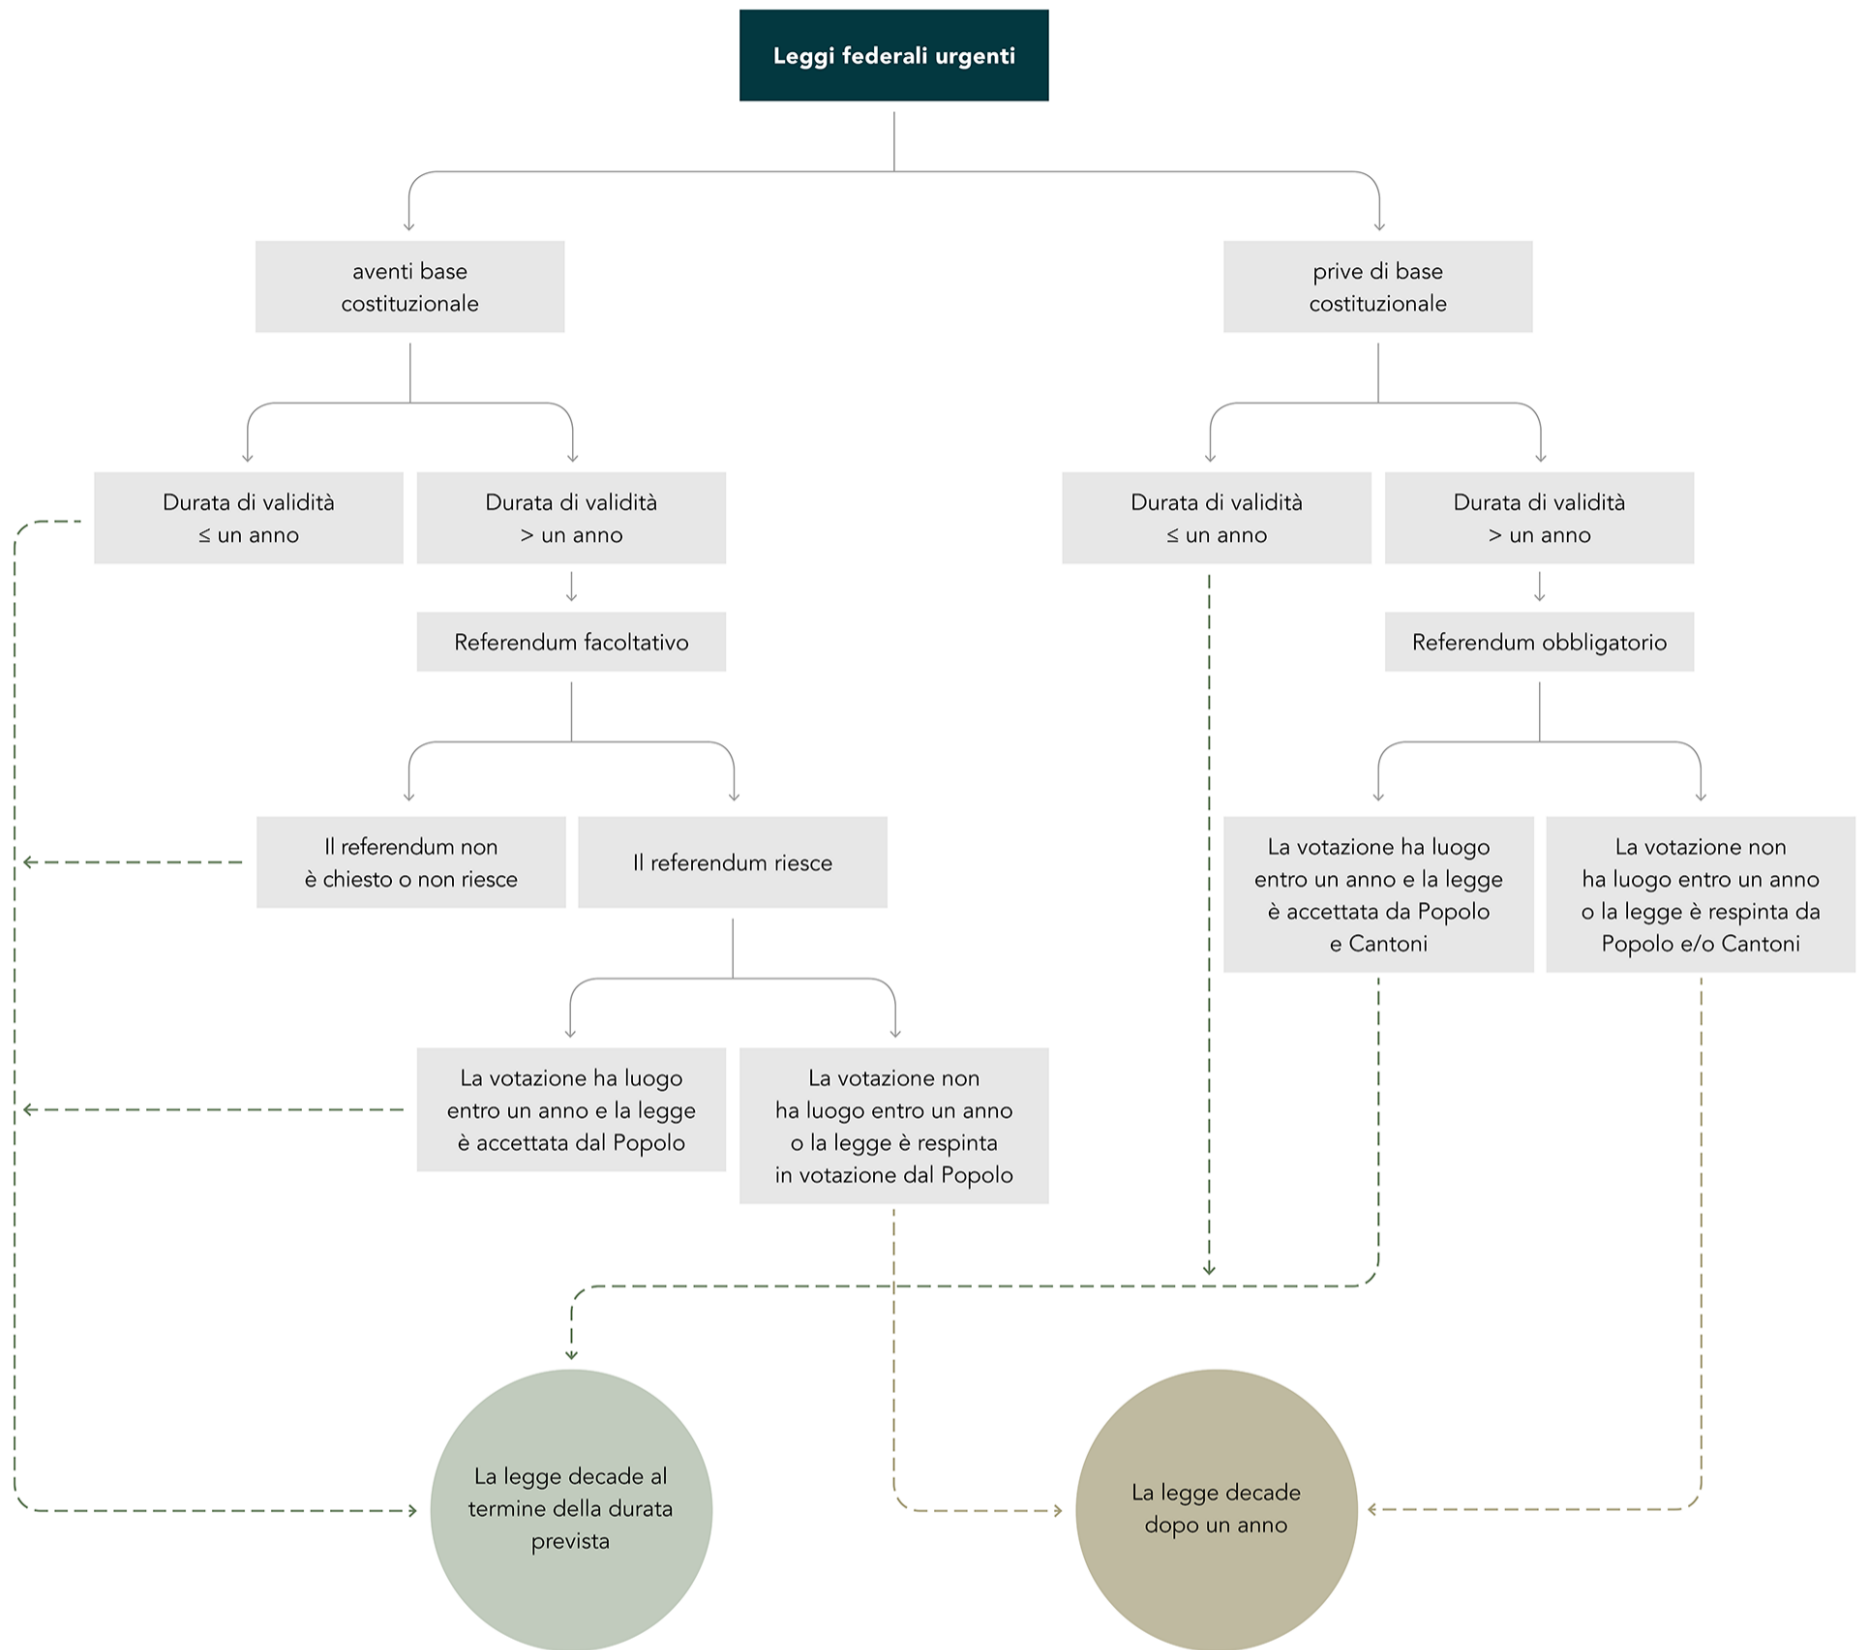 Leggi federali urgenti
aventi base
costituzionale
prive di base
costituzionale
Durata di validità
≤ un anno
Durata di validità
> un anno
Durata di validità
≤ un anno
Durata di validità
> un anno
Referendum facoltativo
Referendum obbligatorio
Il referendum non
è chiesto o non riesce
Il referendum riesce
La votazione ha luogo
entro un anno e la legge
è accettata da Popolo
e Cantoni
La votazione non
ha luogo entro un anno
o la legge è respinta da
Popolo e/o Cantoni
La votazione ha luogo
entro un anno e la legge
è accettata dal Popolo
La votazione non
ha luogo entro un anno
o la legge è respinta
in votazione dal Popolo
La legge decade al
termine della durata
prevista
La legge decade
dopo un anno